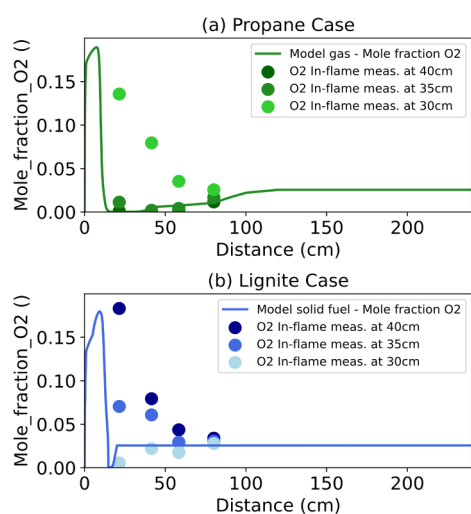 (a) Propane Case
Mole_fraction_O2 ()
0.15
0.10
0.05
0.00
Model gas - Mole fraction O2
O2 In-flame meas. at 40cm
O2 In-flame meas. at 35cm
O2 In-flame meas. at 30cm
0 50 100 150 200
Distance (cm)
(b) Lignite Case
Mole_fraction_O2 ()
0.15
0.10
0.05
0.00
Model solid fuel - Mole fraction O2
O2 In-flame meas. at 40cm
O2 In-flame meas. at 35cm
O2 In-flame meas. at 30cm
0 50 100 150 200
Distance (cm)